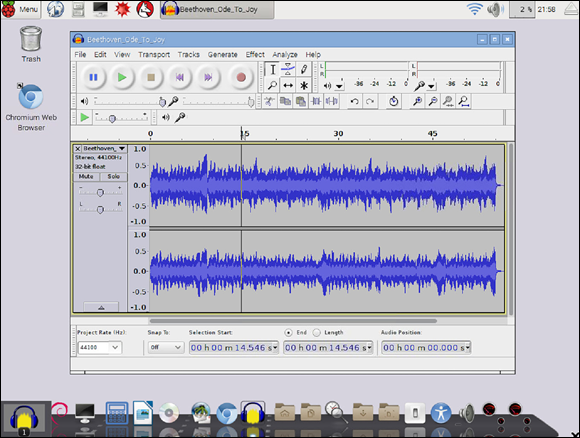 Menu
Beethoven_Ode_To_Joy
2 %
21:58
Trash
Chromium Web
Browser
Beethoven_Ode_To_Joy
File Edit View Transport Tracks Generate Effect Analyze Help
L
R
-36 -24 -12 0
L
R
-36 -24 -12 0
0 15 30 45
X Beethoven_
Stereo, 44100Hz
32-bit float
Mute Solo
- +
L R
1.0
0.5
0.0
-0.5
-1.0
1.0
0.5
0.0
-0.5
-1.0
Project Rate (Hz): Snap To: Selection Start: End Length Audio Position:
44100 Off 00 h 00 m 14.546 s 00 h 00 m 14.546 s 00 h 00 m 00.000 s
1